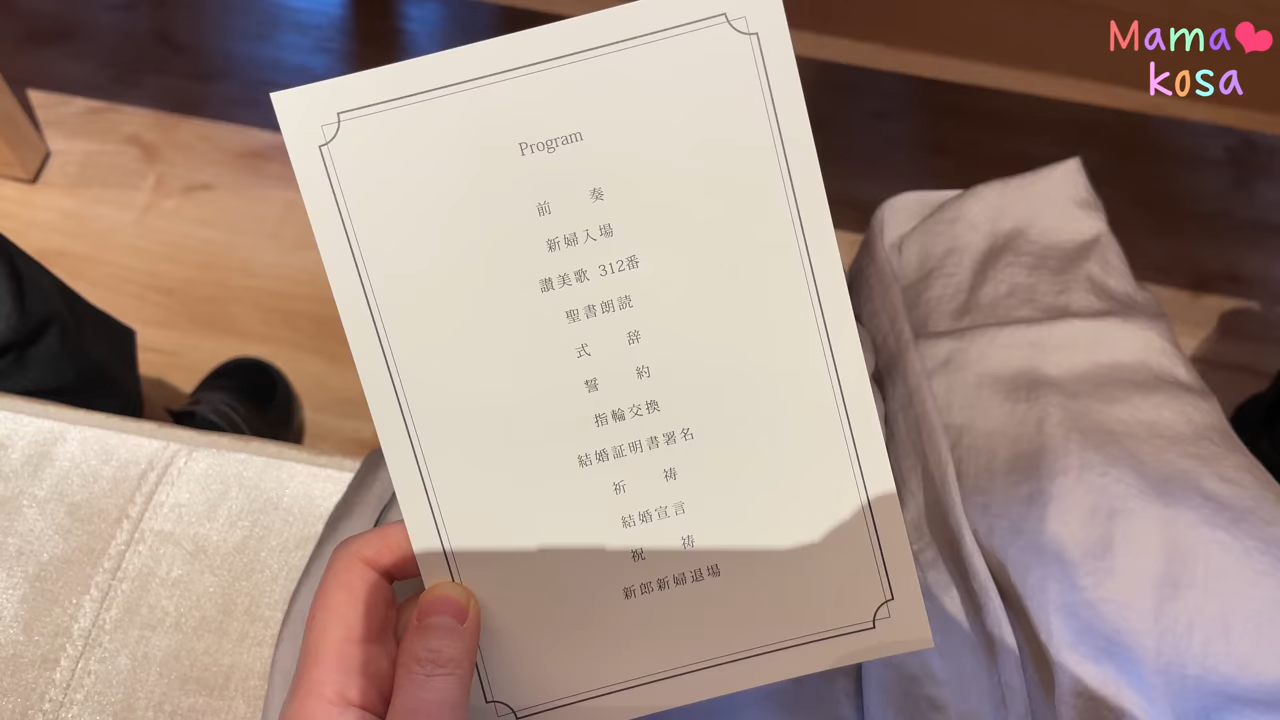 Mama
kosa
Program
前 奏
新婦入場
讃美歌 312番
聖書朗読
式 辞
誓 約
指輪交換
結婚証明書署名
祈 祷
結婚宣言
祝 祷
新郎新婦退場